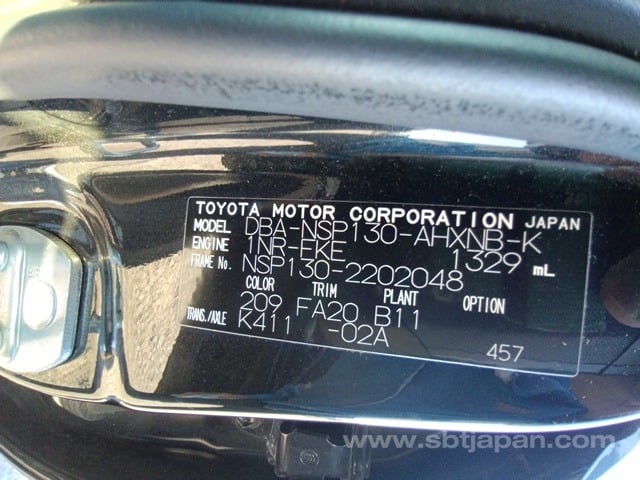 TOYOTA MOTOR CORPORATION JAPAN
MODEL DBA-NSP130-AHXNB-K
ENGINE 1NR-FKE 1329 mL
FRAME No. NSP130-2202048
COLOR TRIM PLANT OPTION
209 FA20 B11
TRANS./AXLE K411 -02A
457
www.sbtjapan.com